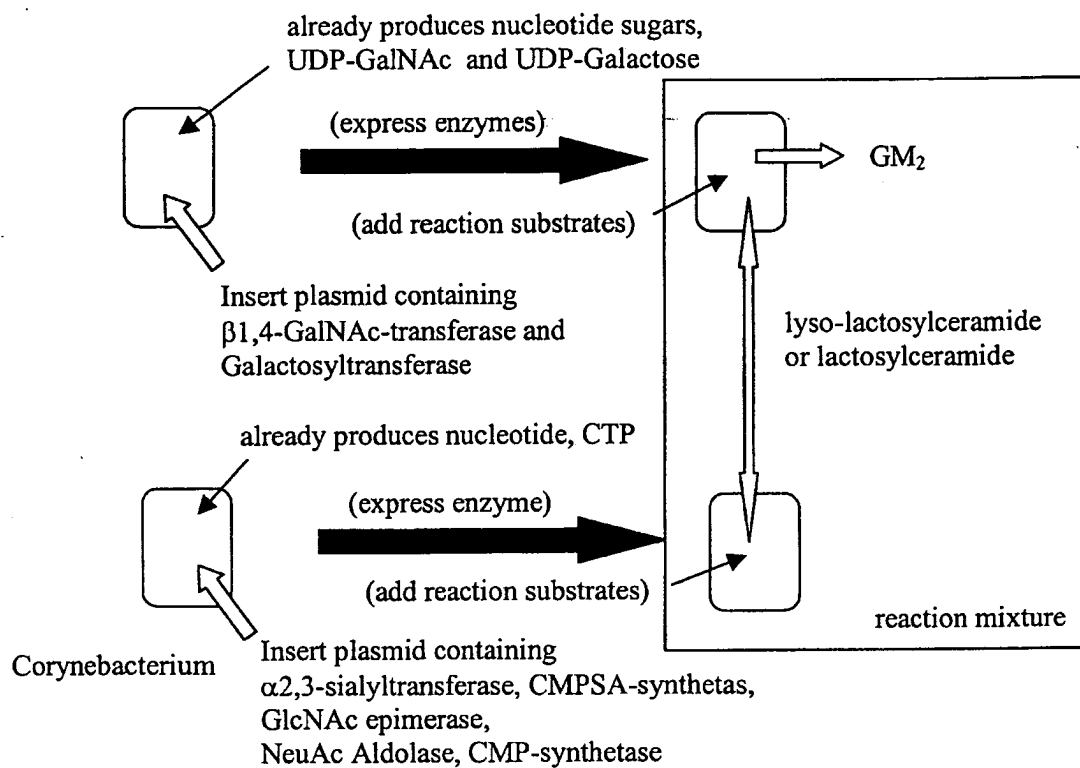 already produces nucleotide sugars,
UDP-GalNAc and UDP-Galactose
(express enzymes)
GM₂
(add reaction substrates)
Insert plasmid containing
β1,4-GalNAc-transferase and
Galactosyltransferase
lyso-lactosylceramide
or lactosylceramide
already produces nucleotide, CTP
(express enzyme)
(add reaction substrates)
reaction mixture
Corynebacterium
Insert plasmid containing
α2,3-sialyltransferase, CMPSA-synthetas,
GlcNAc epimerase,
NeuAc Aldolase, CMP-synthetase